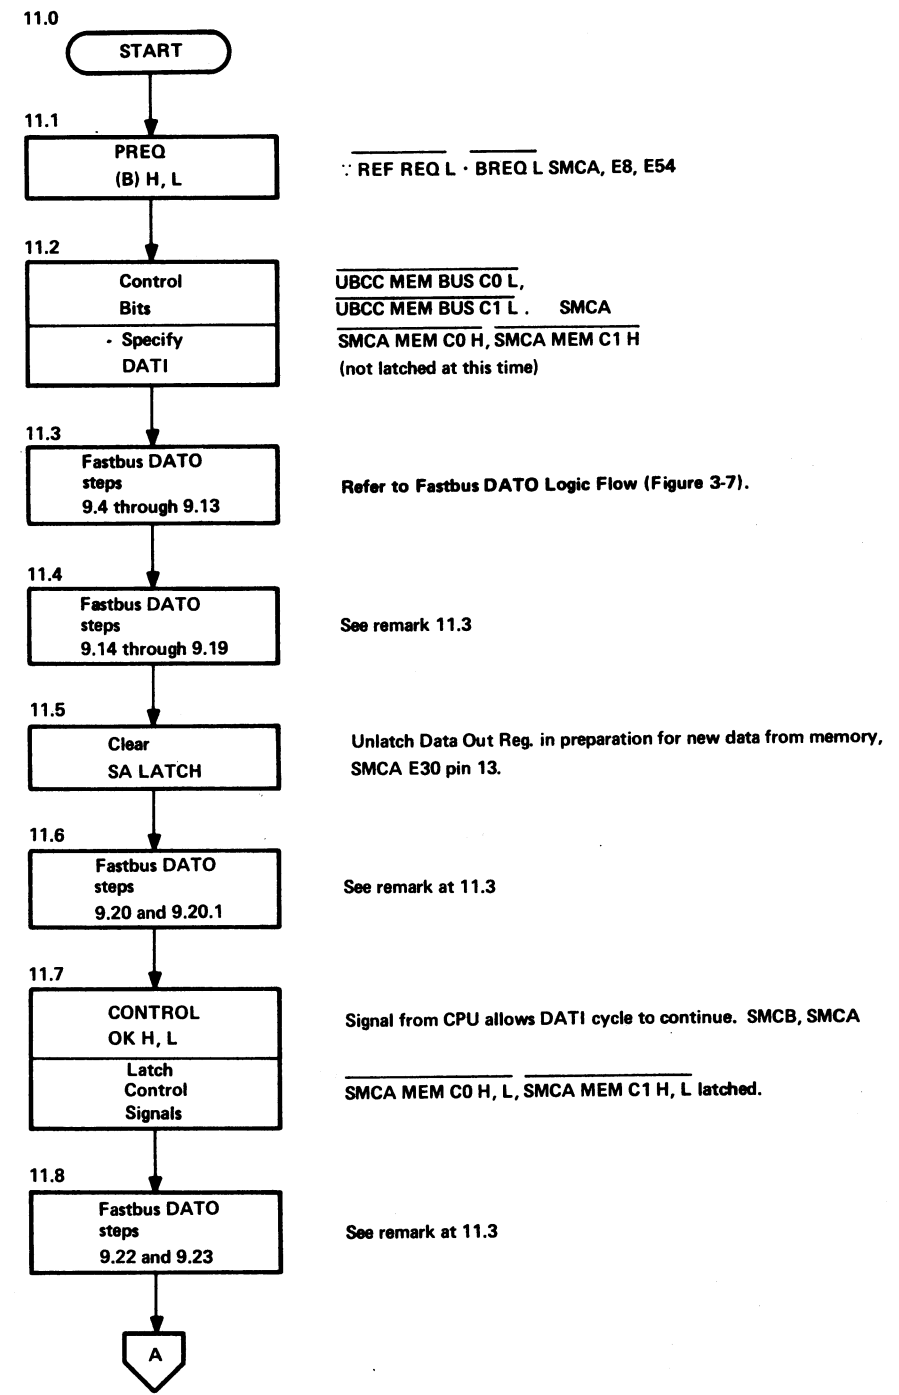 11.0
START
11.1
PREQ
(B) H, L
∵ REF REQ L · BREQ L SMCA, E8, E54
11.2
Control
Bits
UBCC MEM BUS C0 L,
UBCC MEM BUS C1 L . SMCA
· Specify
DATI
SMCA MEM C0 H, SMCA MEM C1 H
(not latched at this time)
11.3
Fastbus DATO
steps
9.4 through 9.13
Refer to Fastbus DATO Logic Flow (Figure 3-7).
11.4
Fastbus DATO
steps
9.14 through 9.19
See remark 11.3
11.5
Clear
SA LATCH
Unlatch Data Out Reg. in preparation for new data from memory,
SMCA E30 pin 13.
11.6
Fastbus DATO
steps
9.20 and 9.20.1
See remark at 11.3
11.7
CONTROL
OK H, L
Signal from CPU allows DATI cycle to continue. SMCB, SMCA
Latch
Control
Signals
SMCA MEM C0 H, L, SMCA MEM C1 H, L latched.
11.8
Fastbus DATO
steps
9.22 and 9.23
See remark at 11.3
A